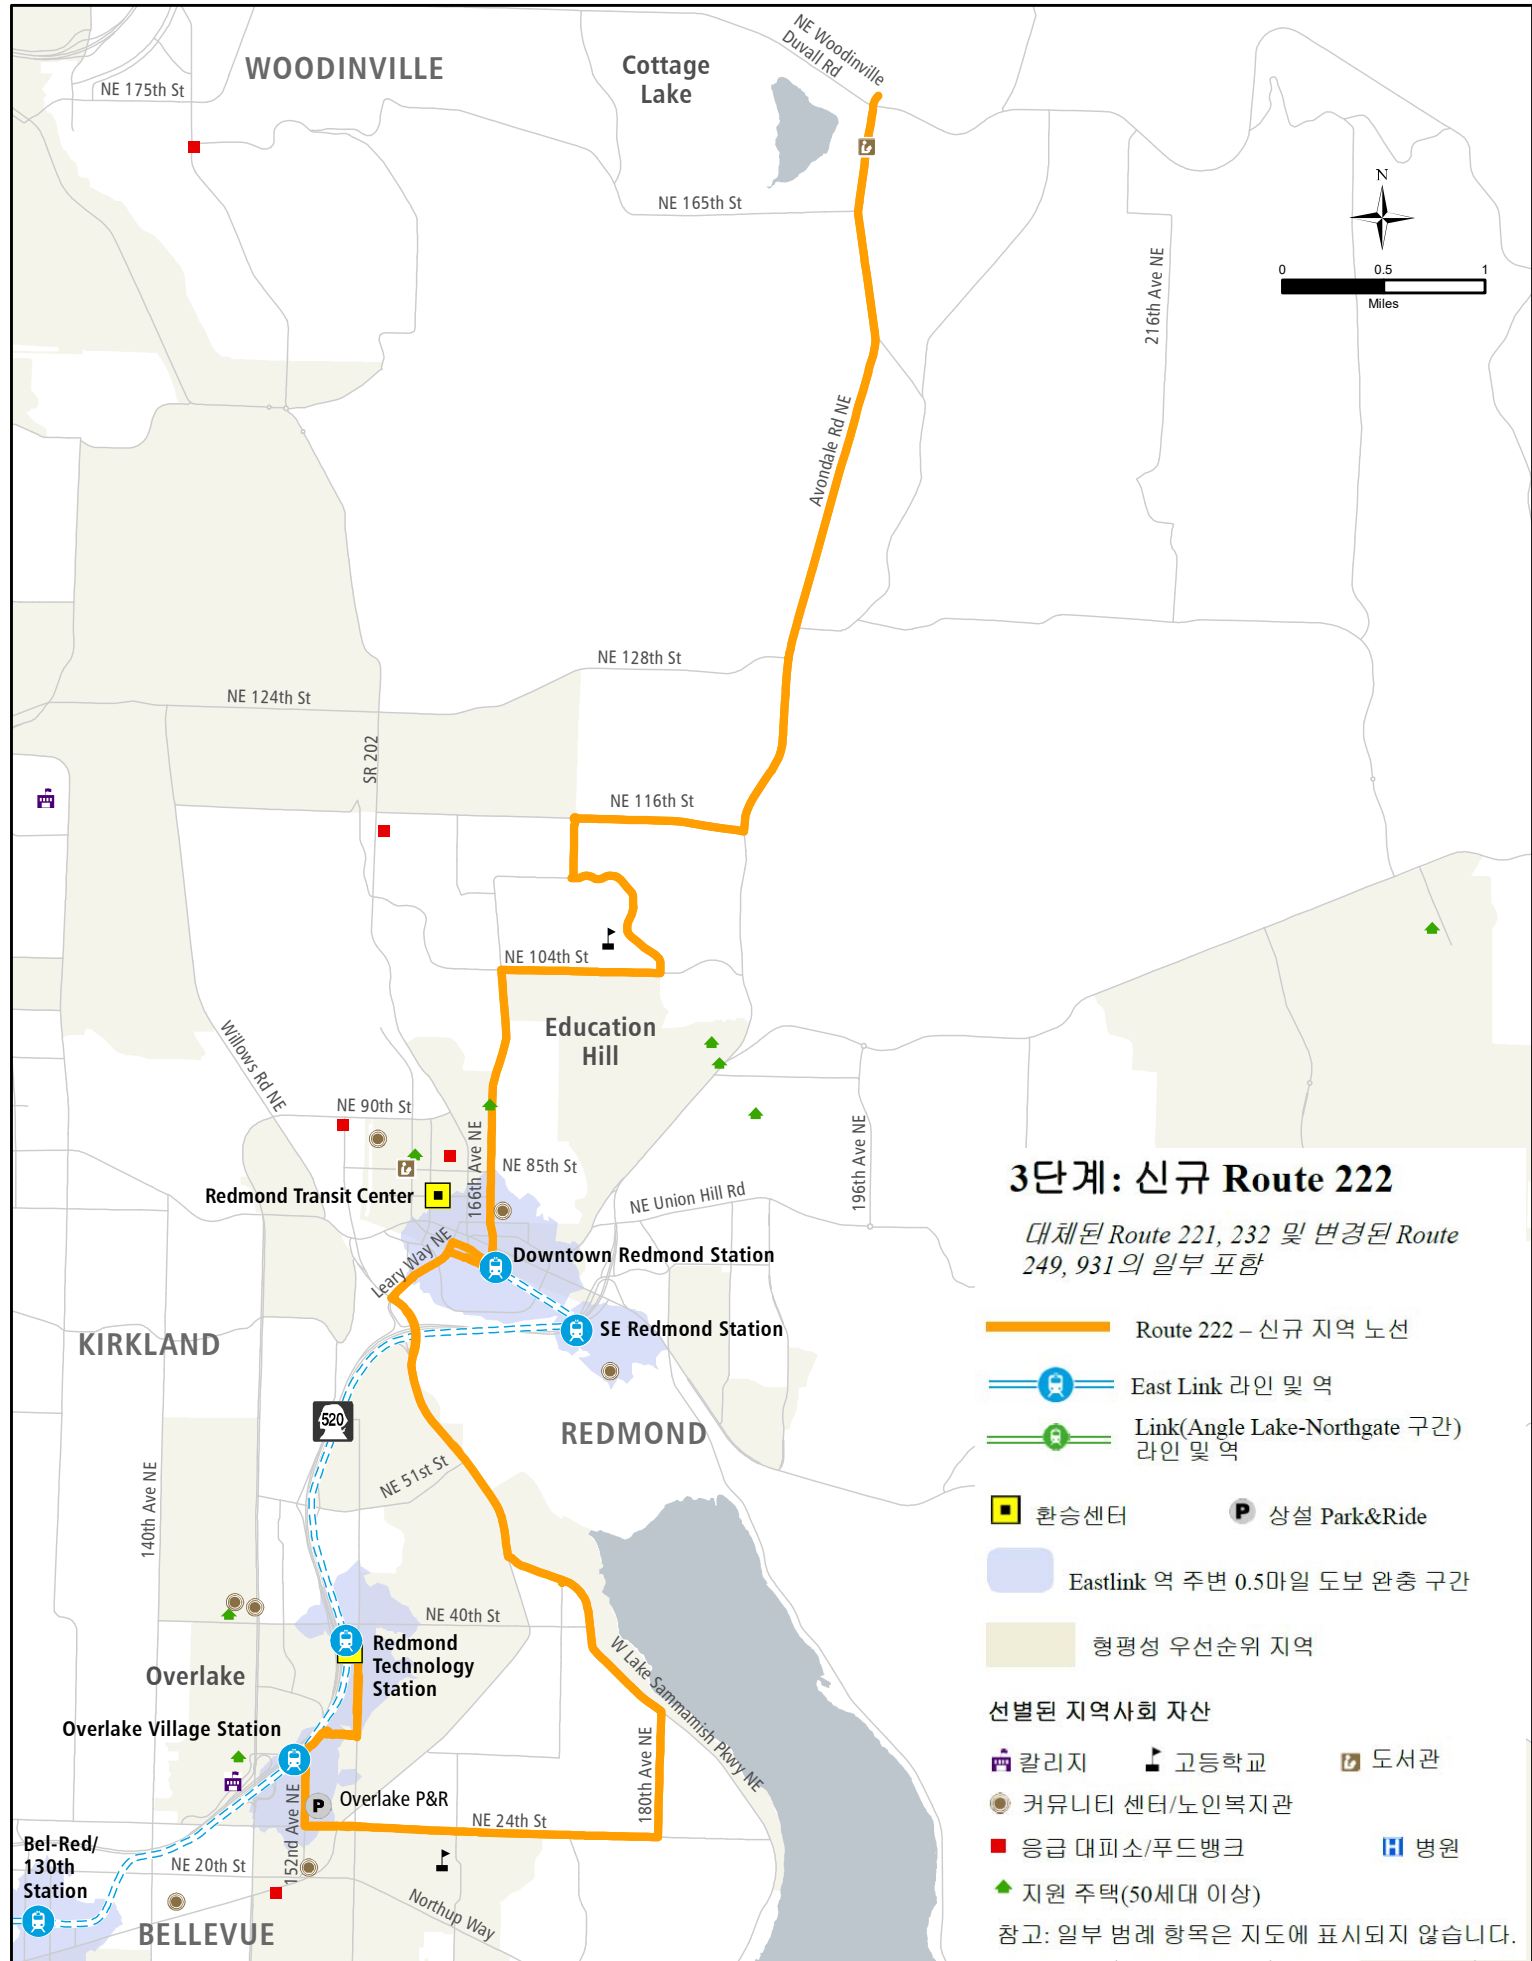 WOODINVILLE
Cottage
Lake
NE Woodinville
Duvall Rd
NE 175th St
NE 165th St
N
0 0.5 1
Miles
216th Ave NE
Avondale Rd NE
NE 128th St
NE 124th St
SR 202
NE 116th St
NE 104th St
Education
Hill
Willows Rd NE
NE 90th St
166th Ave NE
NE 85th St
196th Ave NE
Redmond Transit Center
NE Union Hill Rd
Leary Way NE
Downtown Redmond Station
SE Redmond Station
KIRKLAND
520
REDMOND
140th Ave NE
NE 51st St
NE 40th St
Redmond
Technology
Station
Overlake
W Lake Sammamish Pkwy NE
Overlake Village Station
180th Ave NE
P
Overlake P&R
152nd Ave NE
NE 24th St
Bel-Red/
130th
Station
NE 20th St
Northup Way
BELLEVUE
3단계: 신규 Route 222
대체된 Route 221, 232 및 변경된 Route
249, 931의 일부 포함
Route 222 – 신규 지역 노선
East Link 라인 및 역
Link(Angle Lake-Northgate 구간)
라인 및 역
환승센터
P 상설 Park&Ride
Eastlink 역 주변 0.5마일 도보 완충 구간
형평성 우선순위 지역
선별된 지역사회 자산
칼리지
고등학교
도서관
커뮤니티 센터/노인복지관
응급 대피소/푸드뱅크
H 병원
지원 주택(50세대 이상)
참고: 일부 범례 항목은 지도에 표시되지 않습니다.